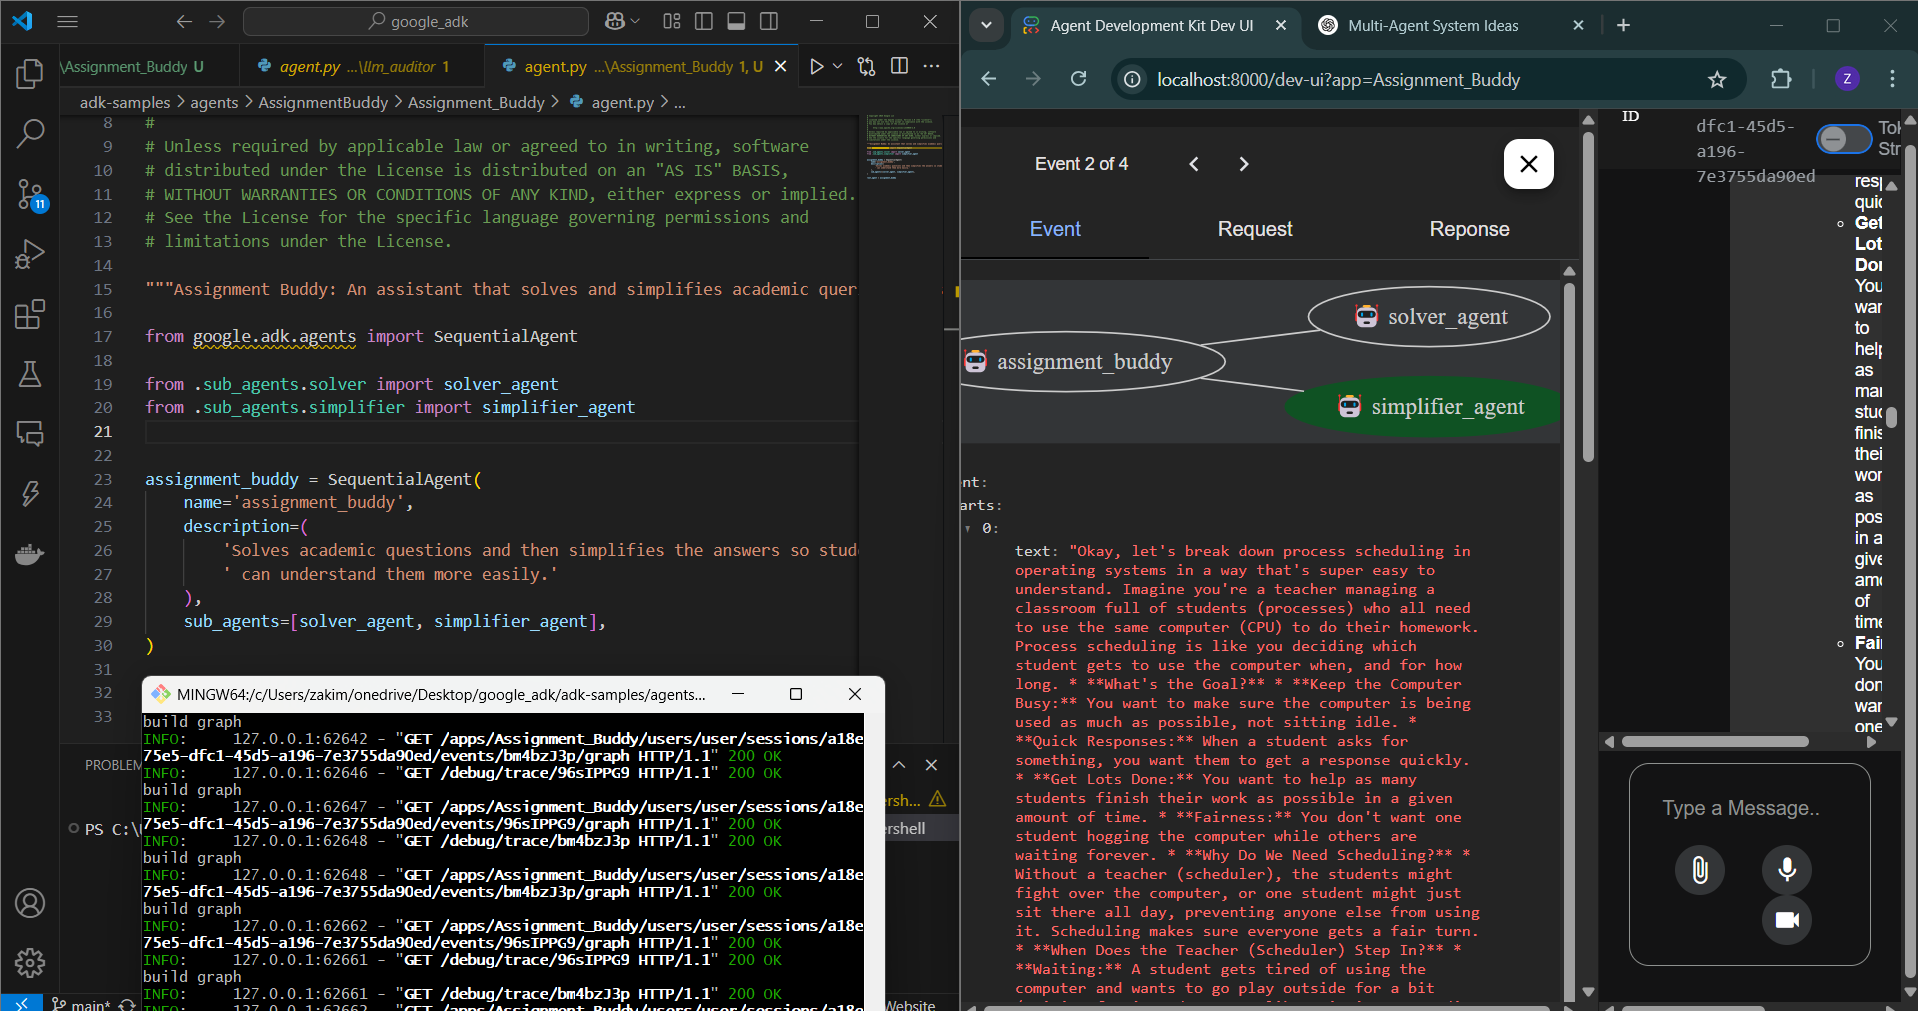 google_adk
\Assignment_Buddy U
agent.py ...\llm_auditor 1
agent.py ...\Assignment_Buddy 1, U
adk-samples > agents > AssignmentBuddy > Assignment_Buddy > agent.py > ...
8 #
9 # Unless required by applicable law or agreed to in writing, software
10 # distributed under the License is distributed on an "AS IS" BASIS,
11 # WITHOUT WARRANTIES OR CONDITIONS OF ANY KIND, either express or implied.
12 # See the License for the specific language governing permissions and
13 # limitations under the License.
14
15 """Assignment Buddy: An assistant that solves and simplifies academic quer
16
17 from google.adk.agents import SequentialAgent
18
19 from .sub_agents.solver import solver_agent
20 from .sub_agents.simplifier import simplifier_agent
21
22
23 assignment_buddy = SequentialAgent(
24 name='assignment_buddy',
25 description=(
26 'Solves academic questions and then simplifies the answers so stude
27 ' can understand them more easily.'
28 ),
29 sub_agents=[solver_agent, simplifier_agent],
30 )
31
32
33
11
PROBLEM
PS C:\
ersh...
ershell
main*
Website
MINGW64:/c/Users/zakim/onedrive/Desktop/google_adk/adk-samples/agents...
build graph
INFO: 127.0.0.1:62642 - "GET /apps/Assignment_Buddy/users/user/sessions/a18e
75e5-dfc1-45d5-a196-7e3755da90ed/events/bm4bzJ3p/graph HTTP/1.1" 200 OK
INFO: 127.0.0.1:62646 - "GET /debug/trace/96sIPPG9 HTTP/1.1" 200 OK
build graph
INFO: 127.0.0.1:62647 - "GET /apps/Assignment_Buddy/users/user/sessions/a18e
75e5-dfc1-45d5-a196-7e3755da90ed/events/96sIPPG9/graph HTTP/1.1" 200 OK
INFO: 127.0.0.1:62648 - "GET /debug/trace/bm4bzJ3p HTTP/1.1" 200 OK
build graph
INFO: 127.0.0.1:62648 - "GET /apps/Assignment_Buddy/users/user/sessions/a18e
75e5-dfc1-45d5-a196-7e3755da90ed/events/bm4bzJ3p/graph HTTP/1.1" 200 OK
build graph
INFO: 127.0.0.1:62662 - "GET /apps/Assignment_Buddy/users/user/sessions/a18e
75e5-dfc1-45d5-a196-7e3755da90ed/events/96sIPPG9/graph HTTP/1.1" 200 OK
INFO: 127.0.0.1:62661 - "GET /debug/trace/96sIPPG9 HTTP/1.1" 200 OK
build graph
INFO: 127.0.0.1:62661 - "GET /debug/trace/bm4bzJ3p HTTP/1.1" 200 OK
Agent Development Kit Dev UI
Multi-Agent System Ideas
localhost:8000/dev-ui?app=Assignment_Buddy
Z
Event 2 of 4
Event
Request
Reponse
solver_agent
assignment_buddy
simplifier_agent
nt:
arts:
0:
text: "Okay, let's break down process scheduling in
operating systems in a way that's super easy to
understand. Imagine you're a teacher managing a
classroom full of students (processes) who all need
to use the same computer (CPU) to do their homework.
Process scheduling is like you deciding which
student gets to use the computer when, and for how
long. * **What's the Goal?** * **Keep the Computer
Busy:** You want to make sure the computer is being
used as much as possible, not sitting idle. *
**Quick Responses:** When a student asks for
something, you want them to get a response quickly.
* **Get Lots Done:** You want to help as many
students finish their work as possible in a given
amount of time. * **Fairness:** You don't want one
student hogging the computer while others are
waiting forever. * **Why Do We Need Scheduling?** *
Without a teacher (scheduler), the students might
fight over the computer, or one student might just
sit there all day, preventing anyone else from using
it. Scheduling makes sure everyone gets a fair turn.
* **When Does the Teacher (Scheduler) Step In?** *
**Waiting:** A student gets tired of using the
computer and wants to go play outside for a bit
ID
dfc1-45d5-
a196-
7e3755da90ed
Tok
Str
resp
quic
Get
Lot
Dor
You
war
to
help
as
mar
stuc
finis
thei
wor
as
pos
in a
give
amo
of
time
Fai
You
don
war
one
Type a Message..